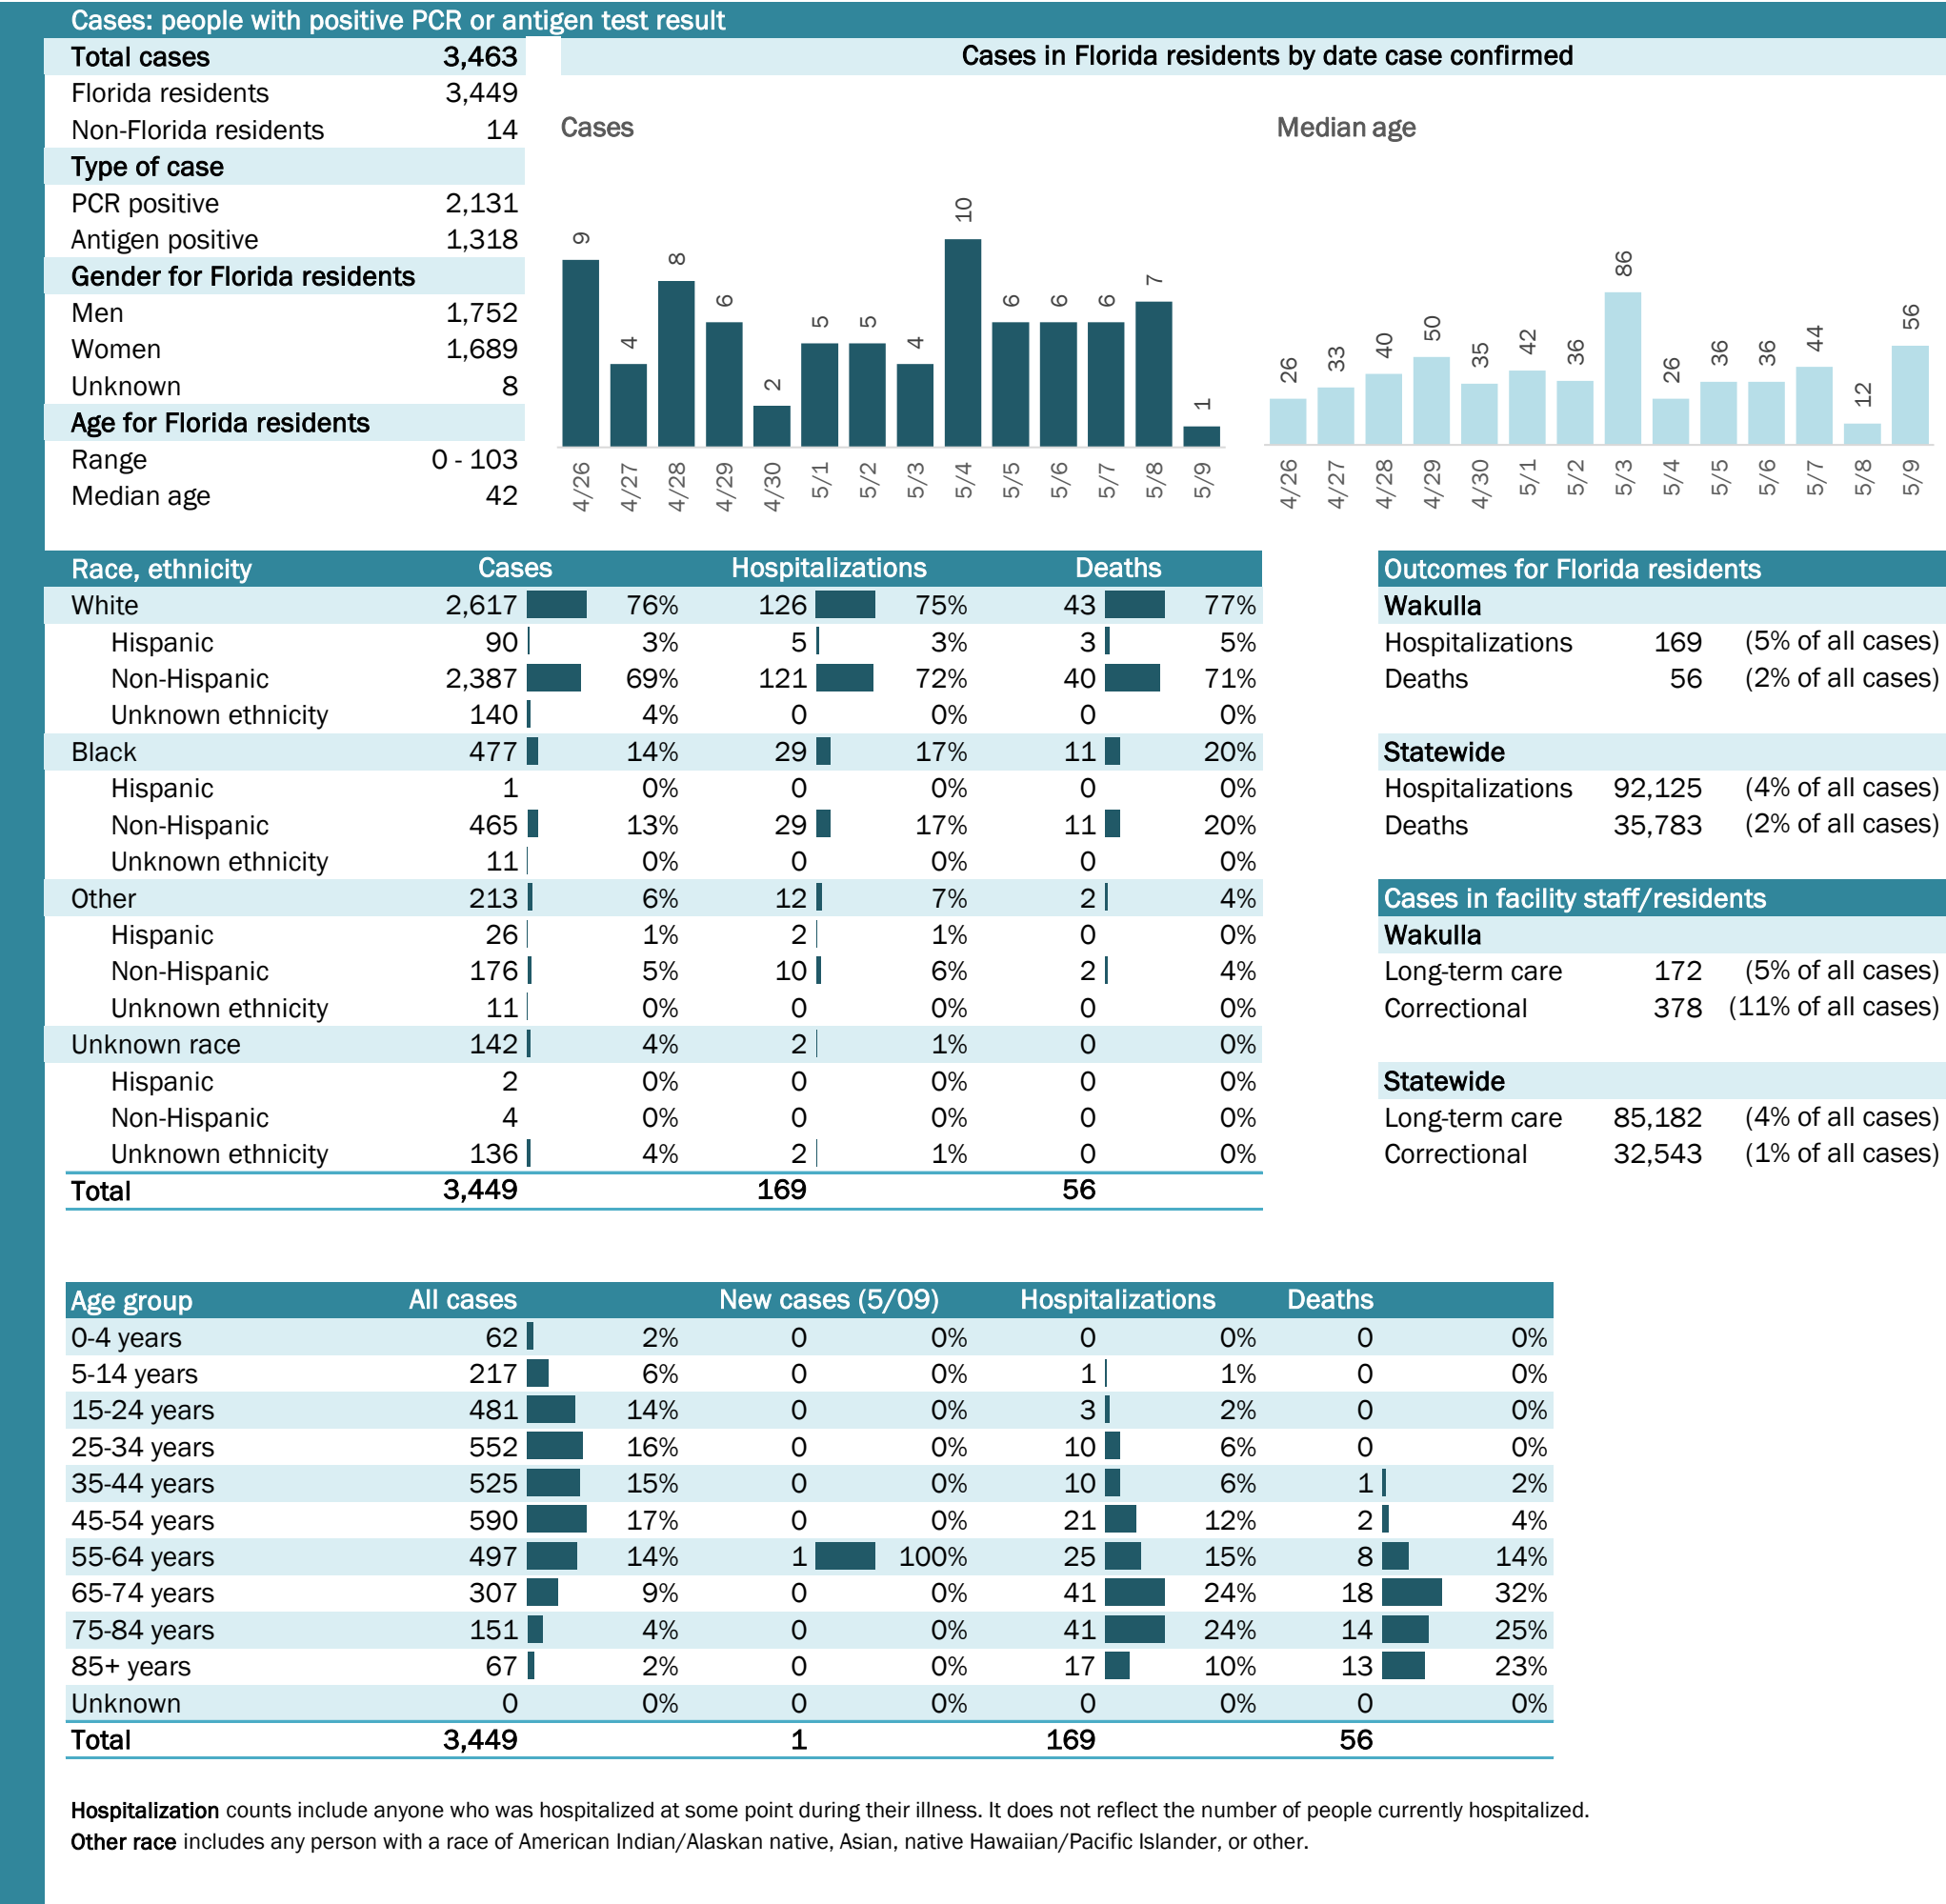 Cases: people with positive PCR or antigen test result
Total cases 3,463
Florida residents 3,449
Non-Florida residents 14
Type of case
PCR positive 2,131
Antigen positive 1,318
Gender for Florida residents
Men 1,752
Women 1,689
Unknown 8
Age for Florida residents
Range 0 - 103
Median age 42
Cases in Florida residents by date case confirmed
Cases
9 4 8 6 2 5 5 4 10 6 6 6 7 1
4/26 4/27 4/28 4/29 4/30 5/1 5/2 5/3 5/4 5/5 5/6 5/7 5/8 5/9
Median age
26 33 40 50 35 42 36 86 26 36 36 44 12 56
4/26 4/27 4/28 4/29 4/30 5/1 5/2 5/3 5/4 5/5 5/6 5/7 5/8 5/9
Race, ethnicity Cases Hospitalizations Deaths
White 2,617 76% 126 75% 43 77%
Hispanic 90 3% 5 3% 3 5%
Non-Hispanic 2,387 69% 121 72% 40 71%
Unknown ethnicity 140 4% 0 0% 0 0%
Black 477 14% 29 17% 11 20%
Hispanic 1 0% 0 0% 0 0%
Non-Hispanic 465 13% 29 17% 11 20%
Unknown ethnicity 11 0% 0 0% 0 0%
Other 213 6% 12 7% 2 4%
Hispanic 26 1% 2 1% 0 0%
Non-Hispanic 176 5% 10 6% 2 4%
Unknown ethnicity 11 0% 0 0% 0 0%
Unknown race 142 4% 2 1% 0 0%
Hispanic 2 0% 0 0% 0 0%
Non-Hispanic 4 0% 0 0% 0 0%
Unknown ethnicity 136 4% 2 1% 0 0%
Total 3,449 169 56
Outcomes for Florida residents
Wakulla
Hospitalizations 169 (5% of all cases)
Deaths 56 (2% of all cases)
Statewide
Hospitalizations 92,125 (4% of all cases)
Deaths 35,783 (2% of all cases)
Cases in facility staff/residents
Wakulla
Long-term care 172 (5% of all cases)
Correctional 378 (11% of all cases)
Statewide
Long-term care 85,182 (4% of all cases)
Correctional 32,543 (1% of all cases)
Age group All cases New cases (5/09) Hospitalizations Deaths
0-4 years 62 2% 0 0% 0 0% 0 0%
5-14 years 217 6% 0 0% 1 1% 0 0%
15-24 years 481 14% 0 0% 3 2% 0 0%
25-34 years 552 16% 0 0% 10 6% 0 0%
35-44 years 525 15% 0 0% 10 6% 1 2%
45-54 years 590 17% 0 0% 21 12% 2 4%
55-64 years 497 14% 1 100% 25 15% 8 14%
65-74 years 307 9% 0 0% 41 24% 18 32%
75-84 years 151 4% 0 0% 41 24% 14 25%
85+ years 67 2% 0 0% 17 10% 13 23%
Unknown 0 0% 0 0% 0 0% 0 0%
Total 3,449 1 169 56
Hospitalization counts include anyone who was hospitalized at some point during their illness. It does not reflect the number of people currently hospitalized.
Other race includes any person with a race of American Indian/Alaskan native, Asian, native Hawaiian/Pacific Islander, or other.